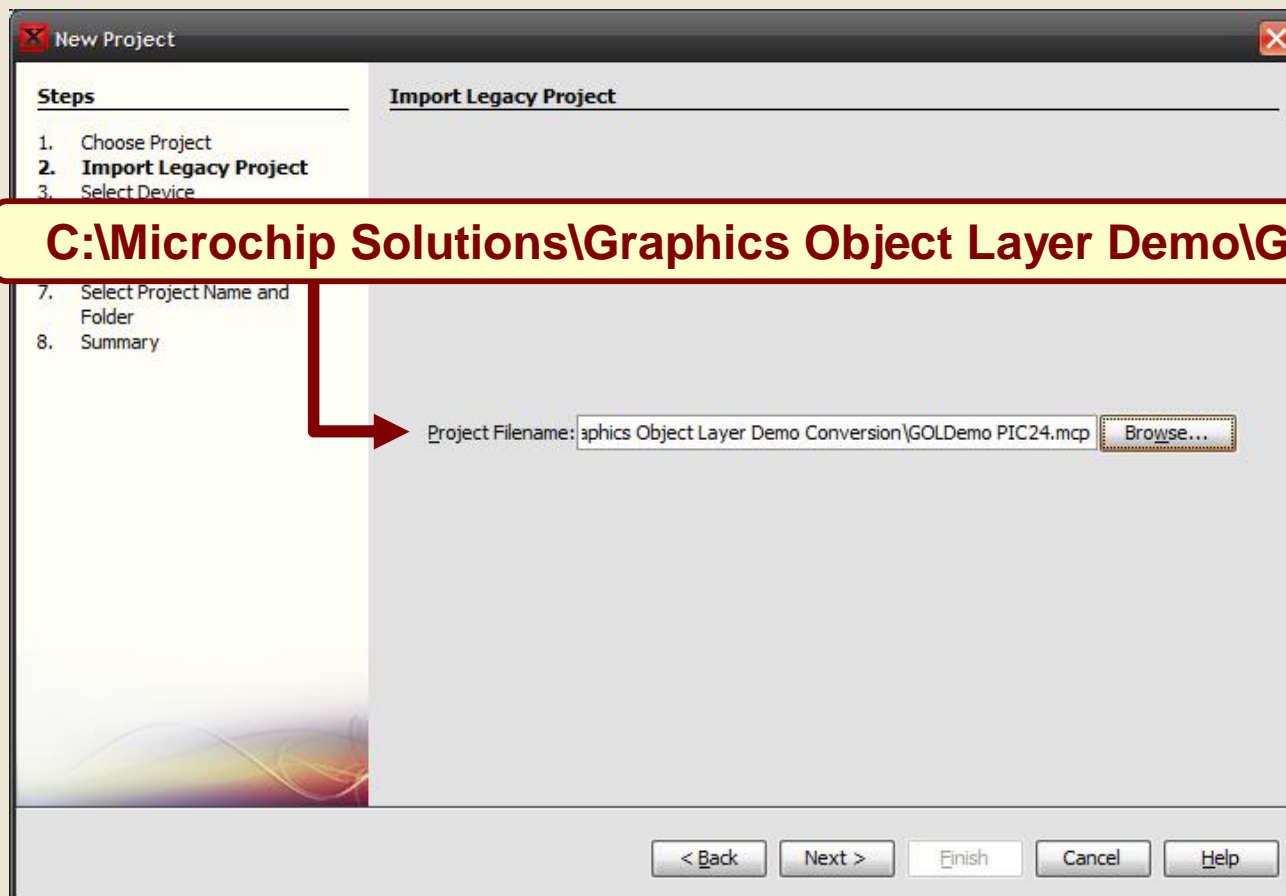 New Project
Steps
1. Choose Project
2. Import Legacy Project
3. Select Device
7. Select Project Name and
Folder
8. Summary
Import Legacy Project
C:\Microchip Solutions\Graphics Object Layer Demo\G
Project Filename: aphics Object Layer Demo Conversion\GOLDemo PIC24.mcp Browse...
< Back Next > Finish Cancel Help